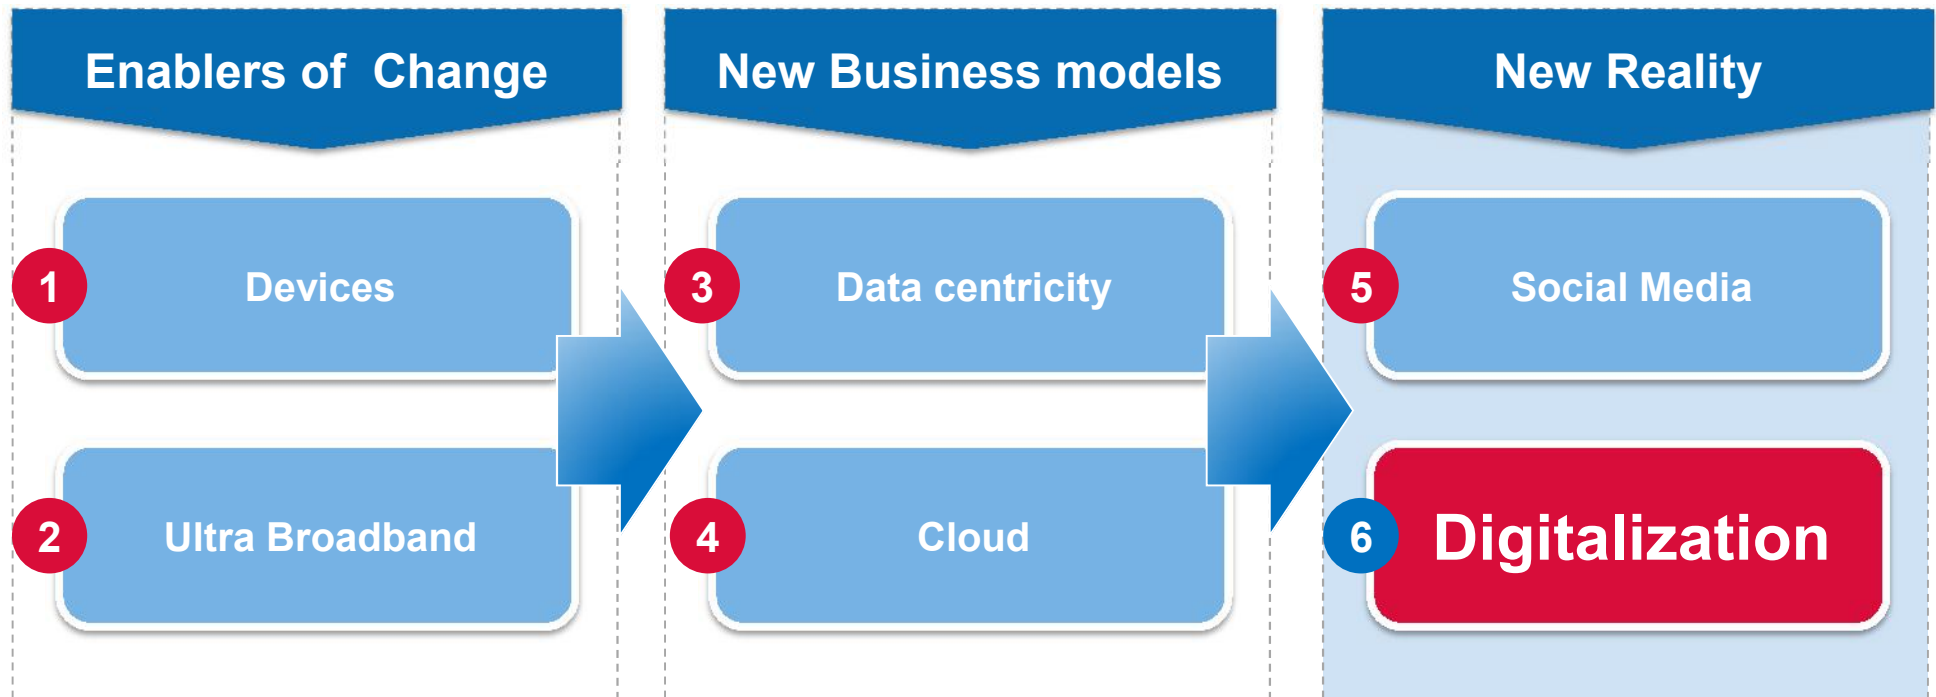 Enablers of  Change
1
Devices
2
Ultra Broadband
New Business models
3
Data centricity
4
Cloud
New Reality
5
Social Media
6
Digitalization